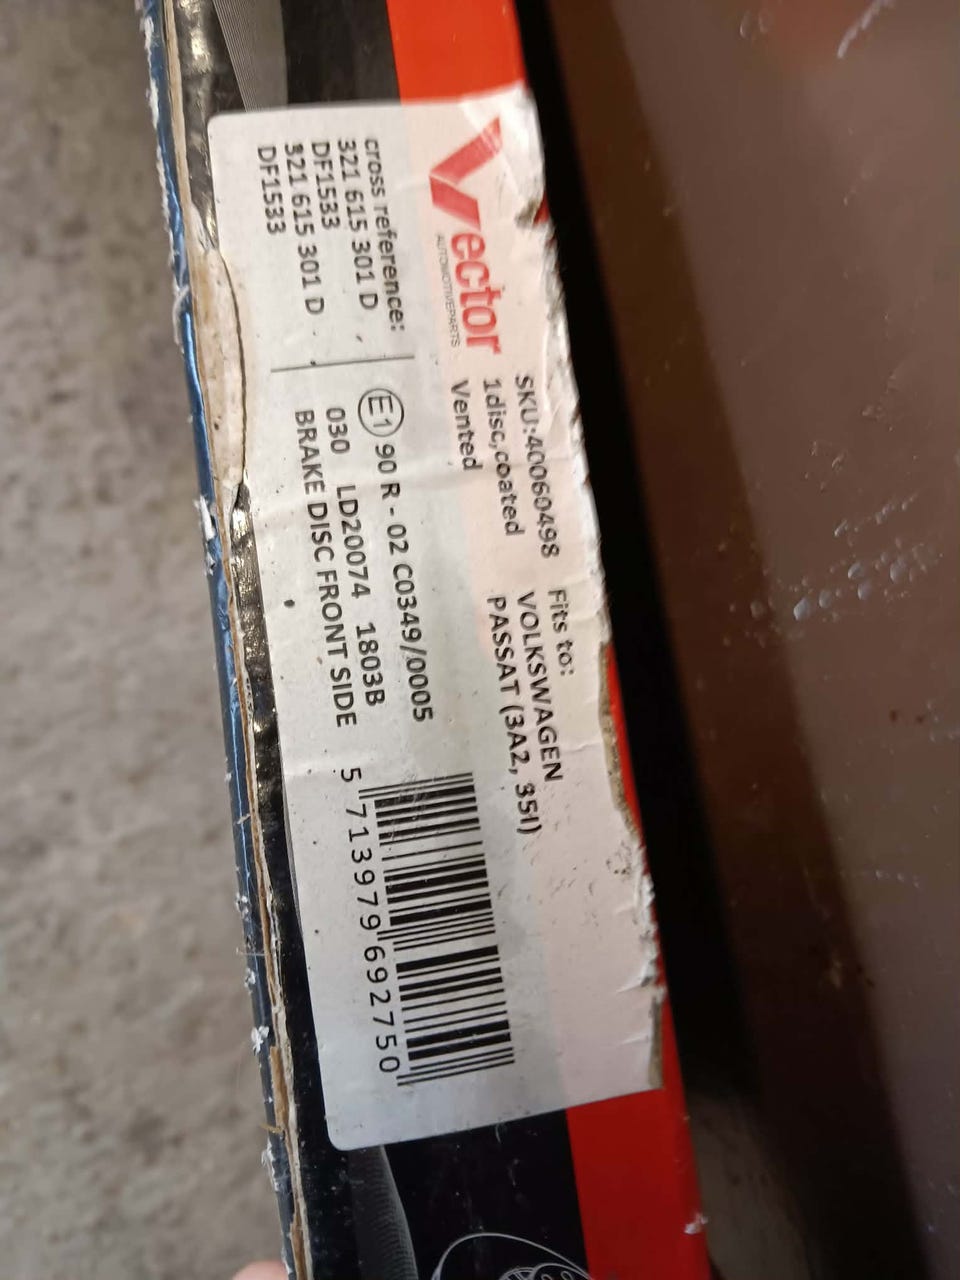 Vector
AUTOMOTIVEPARTS
SKU:40060498
1disc,coated
Vented
Fits to:
VOLKSWAGEN
PASSAT (3A2, 35I)
cross reference:
321 615 301 D
DF1533
321 615 301 D
DF1533
E1 90 R - 02 C0349/0005
030 LD20074 1803B
BRAKE DISC FRONT SIDE
5 713979 692750